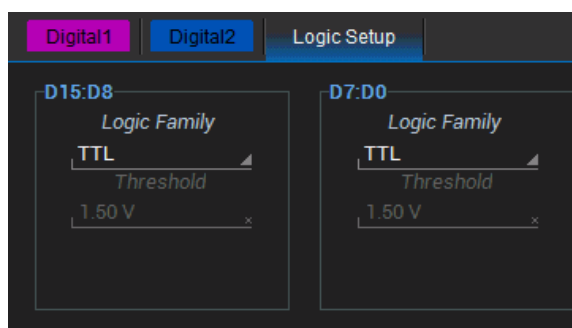 Digital1 Digital2 Logic Setup
D15:D8 D7:D0
Logic Family Logic Family
TTL TTL
Threshold Threshold
1.50 V 1.50 V